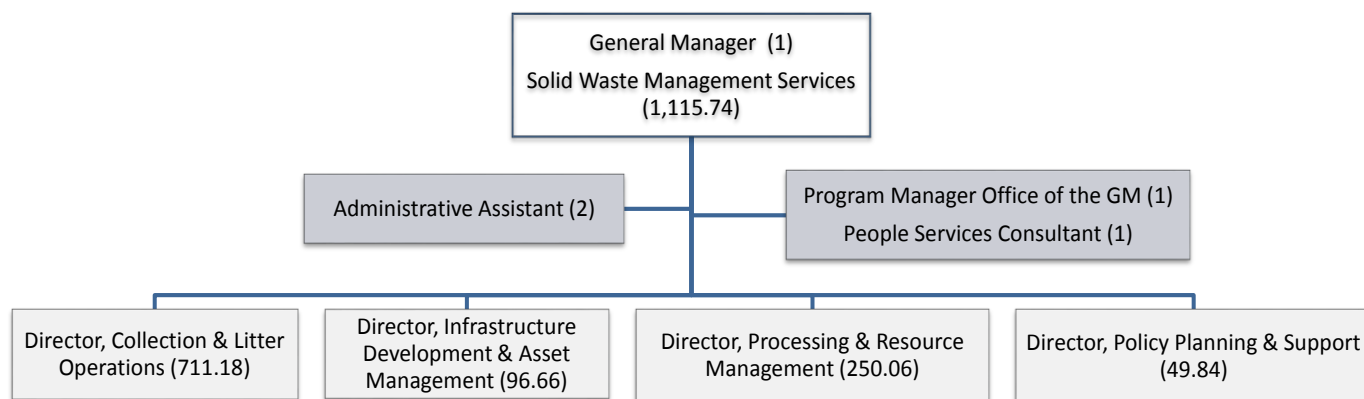 General Manager (1)
Solid Waste Management Services
(1,115.74)
Administrative Assistant (2)
Program Manager Office of the GM (1)
People Services Consultant (1)
Director, Collection & Litter
Operations (711.18)
Director, Infrastructure
Development & Asset
Management (96.66)
Director, Processing & Resource
Management (250.06)
Director, Policy Planning & Support
(49.84)